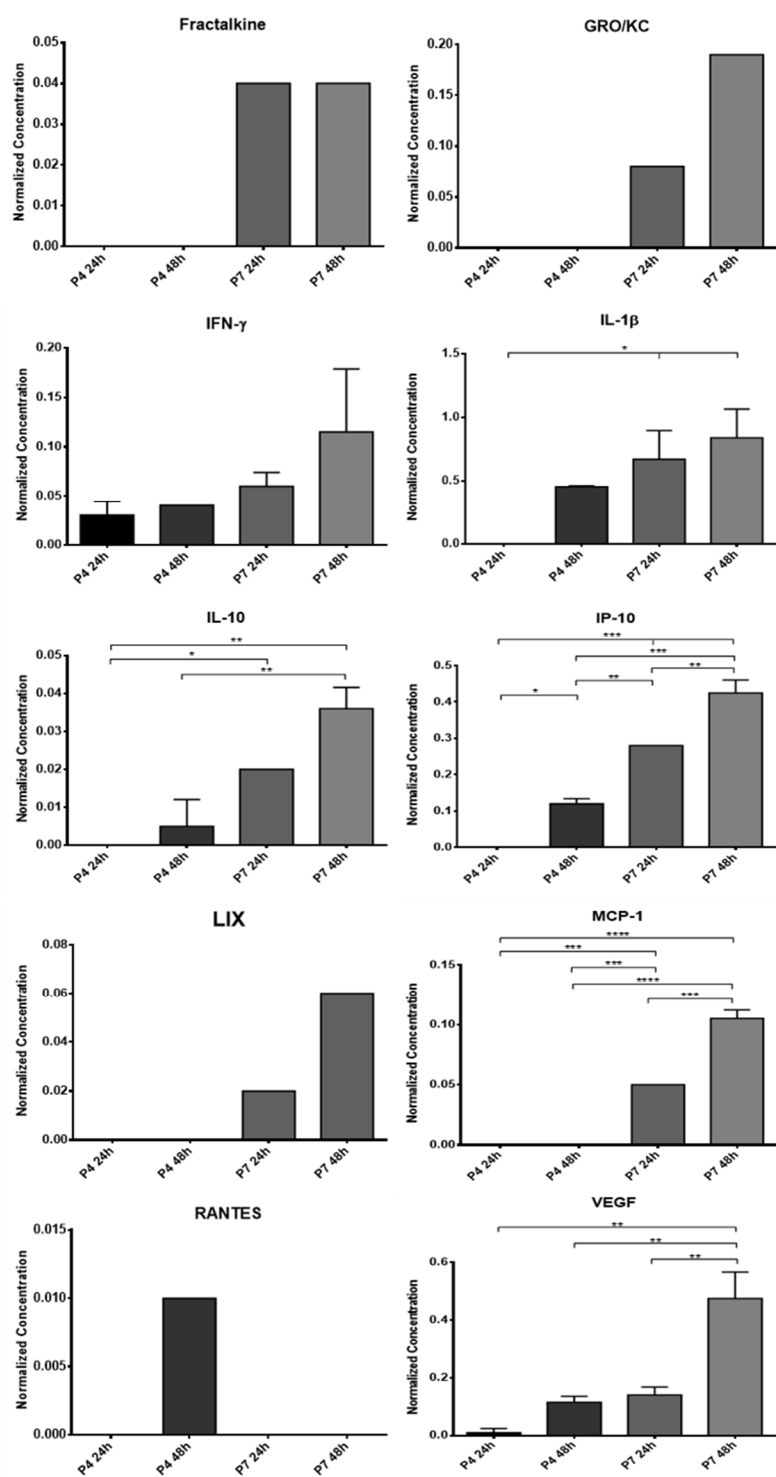 Fractalkine
Normalized Concentration
0.05
0.04
0.03
0.02
0.01
0.00
P4 24h
P4 48h
P7 24h
P7 48h
GRO/KC
Normalized Concentration
0.20
0.15
0.10
0.05
0.00
P4 24h
P4 48h
P7 24h
P7 48h
IFN-γ
Normalized Concentration
0.20
0.15
0.10
0.05
0.00
P4 24h
P4 48h
P7 24h
P7 48h
IL-1β
Normalized Concentration
*
1.5
1.0
0.5
0.0
P4 24h
P4 48h
P7 24h
P7 48h
IL-10
Normalized Concentration
**
*
**
0.05
0.04
0.03
0.02
0.01
0.00
P4 24h
P4 48h
P7 24h
P7 48h
IP-10
Normalized Concentration
***
***
**
**
*
0.5
0.4
0.3
0.2
0.1
0.0
P4 24h
P4 48h
P7 24h
P7 48h
LIX
Normalized Concentration
0.08
0.06
0.04
0.02
0.00
P4 24h
P4 48h
P7 24h
P7 48h
MCP-1
Normalized Concentration
****
***
***
****
***
0.15
0.10
0.05
0.00
P4 24h
P4 48h
P7 24h
P7 48h
RANTES
Normalized Concentration
0.015
0.010
0.005
0.000
P4 24h
P4 48h
P7 24h
P7 48h
VEGF
Normalized Concentration
**
**
**
0.6
0.4
0.2
0.0
P4 24h
P4 48h
P7 24h
P7 48h